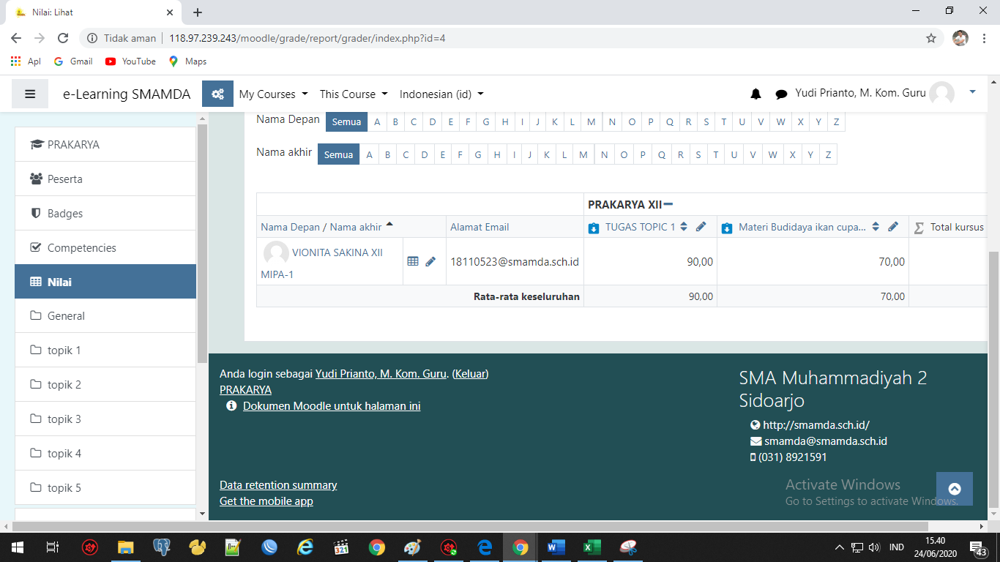 Nilai: Lihat
Tidak aman 118.97.239.243/moodle/grade/report/grader/index.php?id=4
Apl Gmail YouTube Maps
e-Learning SMAMDA My Courses This Course Indonesian (id) Yudi Prianto, M. Kom. Guru
PRAKARYA
Peserta
Badges
Competencies
Nilai
General
topik 1
topik 2
topik 3
topik 4
topik 5
Nama Depan Semua A B C D E F G H I J K L M N O P Q R S T U V W X Y Z
Nama akhir Semua A B C D E F G H I J K L M N O P Q R S T U V W X Y Z
PRAKARYA XII
Nama Depan / Nama akhir Alamat Email TUGAS TOPIC 1 Materi Budidaya ikan cupa... Total kursus
VIONITA SAKINA XII
MIPA-1
18110523@smamda.sch.id 90,00 70,00
Rata-rata keseluruhan 90,00 70,00
Anda login sebagai Yudi Prianto, M. Kom. Guru. (Keluar)
PRAKARYA
Dokumen Moodle untuk halaman ini
Data retention summary
Get the mobile app
SMA Muhammadiyah 2
Sidoarjo
http://smamda.sch.id/
smamda@smamda.sch.id
(031) 8921591
Activate Windows
Go to Settings to activate Windows.
IND
15.40
24/06/2020
43